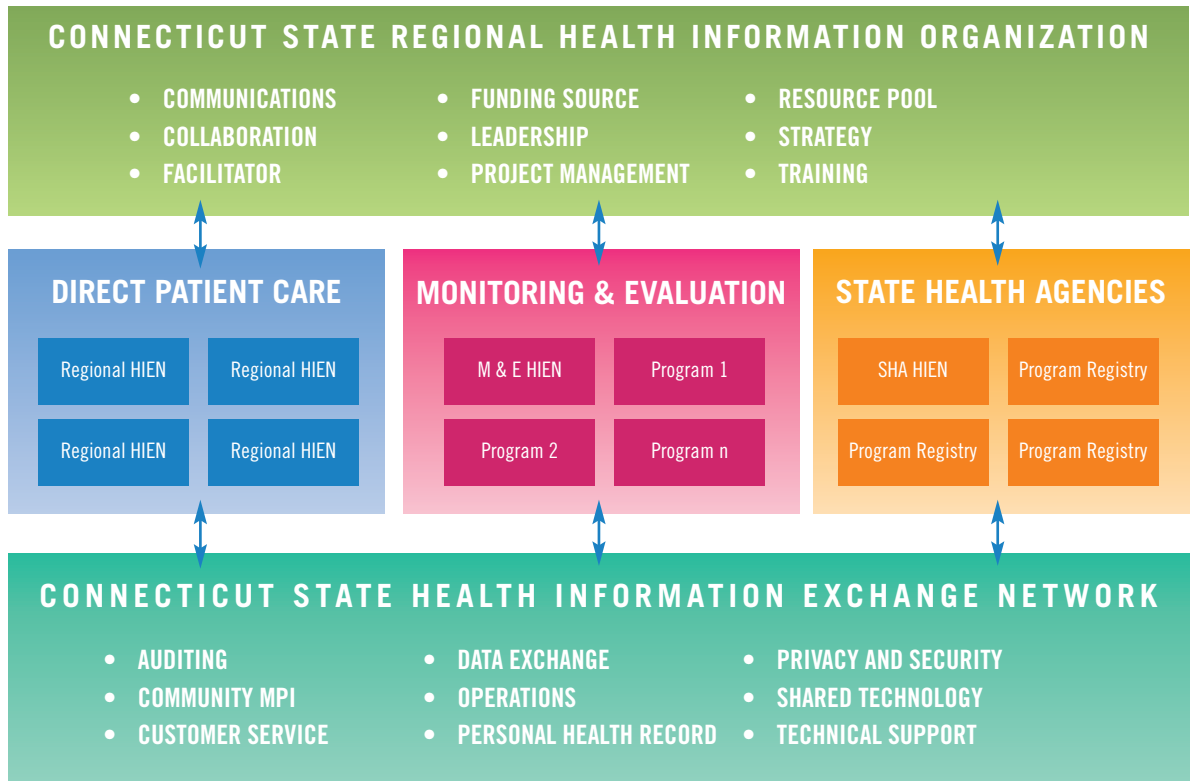 CONNECTICUT STATE REGIONAL HEALTH INFORMATION ORGANIZATION
• COMMUNICATIONS
• COLLABORATION
• FACILITATOR
• FUNDING SOURCE
• LEADERSHIP
• PROJECT MANAGEMENT
• RESOURCE POOL
• STRATEGY
• TRAINING
DIRECT PATIENT CARE
Regional HIEN
Regional HIEN
Regional HIEN
Regional HIEN
MONITORING & EVALUATION
M & E HIEN
Program 1
Program 2
Program n
STATE HEALTH AGENCIES
SHA HIEN
Program Registry
Program Registry
Program Registry
CONNECTICUT STATE HEALTH INFORMATION EXCHANGE NETWORK
• AUDITING
• COMMUNITY MPI
• CUSTOMER SERVICE
• DATA EXCHANGE
• OPERATIONS
• PERSONAL HEALTH RECORD
• PRIVACY AND SECURITY
• SHARED TECHNOLOGY
• TECHNICAL SUPPORT